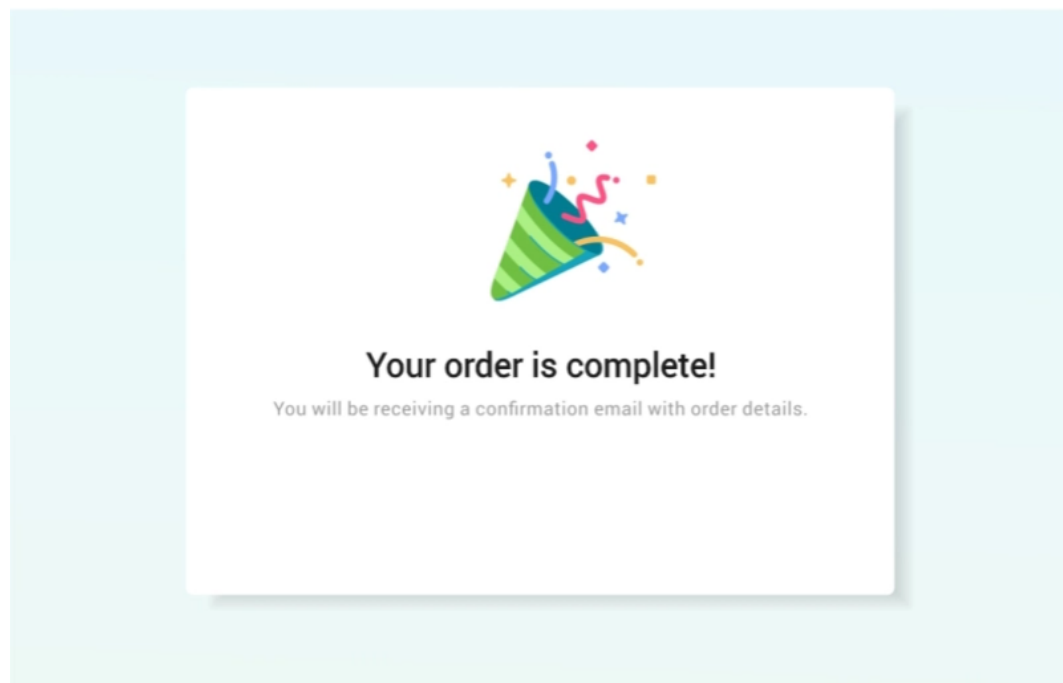 Your order is complete!
You will be receiving a confirmation email with order details.